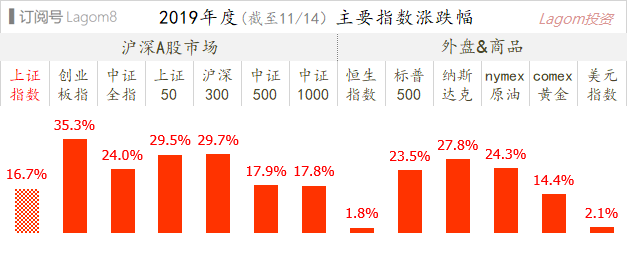 订阅号 Lagom8
2019年度(截至11/14) 主要指数涨跌幅
Lagom投资
沪深A股市场
外盘&商品
上证
指数
创业
板指
中证
全指
上证
50
沪深
300
中证
500
中证
1000
恒生
指数
标普
500
纳斯
达克
nymex
原油
comex
黄金
美元
指数
16.7%
35.3%
24.0%
29.5%
29.7%
17.9%
17.8%
1.8%
23.5%
27.8%
24.3%
14.4%
2.1%